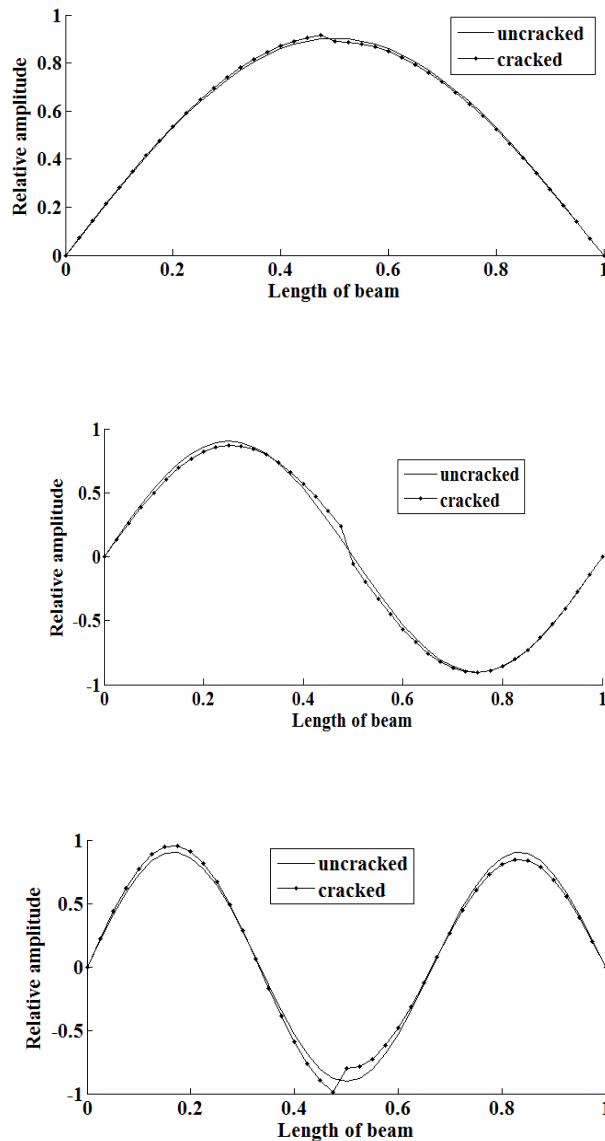 1
uncracked
cracked
0.8
0.6
0.4
0.2
0
Relative amplitude
0 0.2 0.4 0.6 0.8 1
Length of beam
1
uncracked
cracked
0.5
0
-0.5
-1
Relative amplitude
0 0.2 0.4 0.6 0.8 1
Length of beam
1
uncracked
cracked
0.5
0
-0.5
-1
Relative amplitude
0 0.2 0.4 0.6 0.8 1
Length of beam